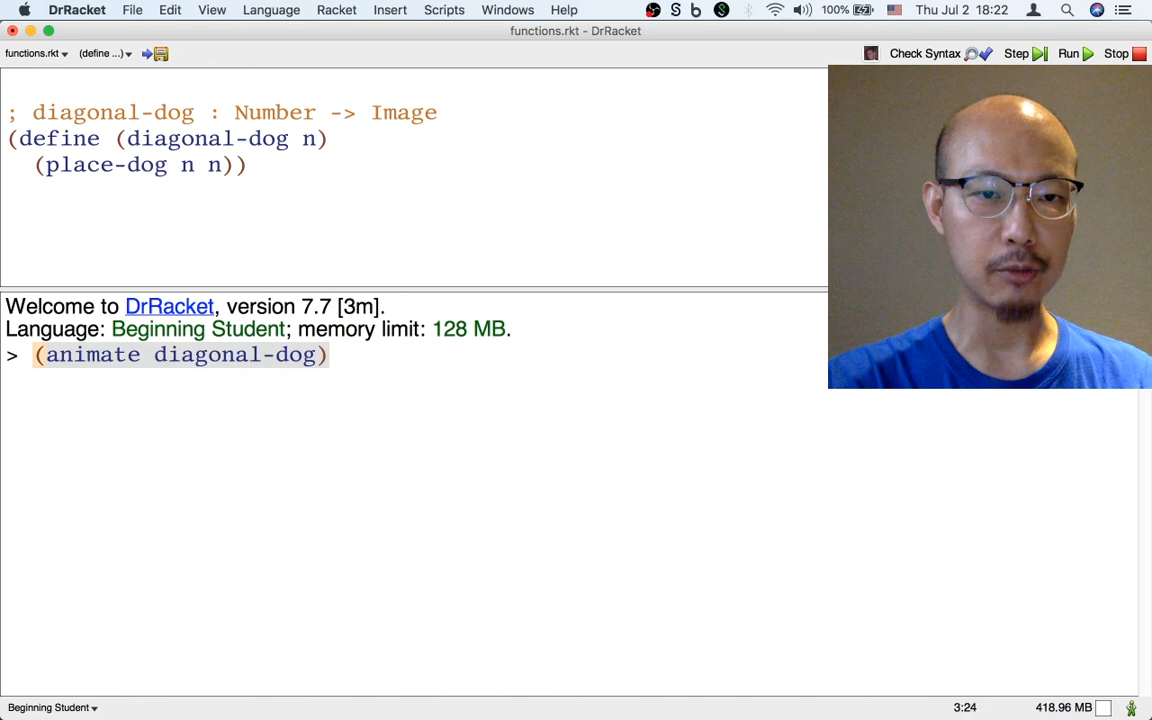 DrRacket File Edit View Language Racket Insert Scripts Windows Help 100% Thu Jul 2 18:22
functions.rkt - DrRacket
functions.rkt (define ...) Check Syntax Step Run Stop
; diagonal-dog : Number -> Image
(define (diagonal-dog n)
(place-dog n n))
Welcome to DrRacket, version 7.7 [3m].
Language: Beginning Student; memory limit: 128 MB.
> (animate diagonal-dog)
Beginning Student 3:24 418.96 MB